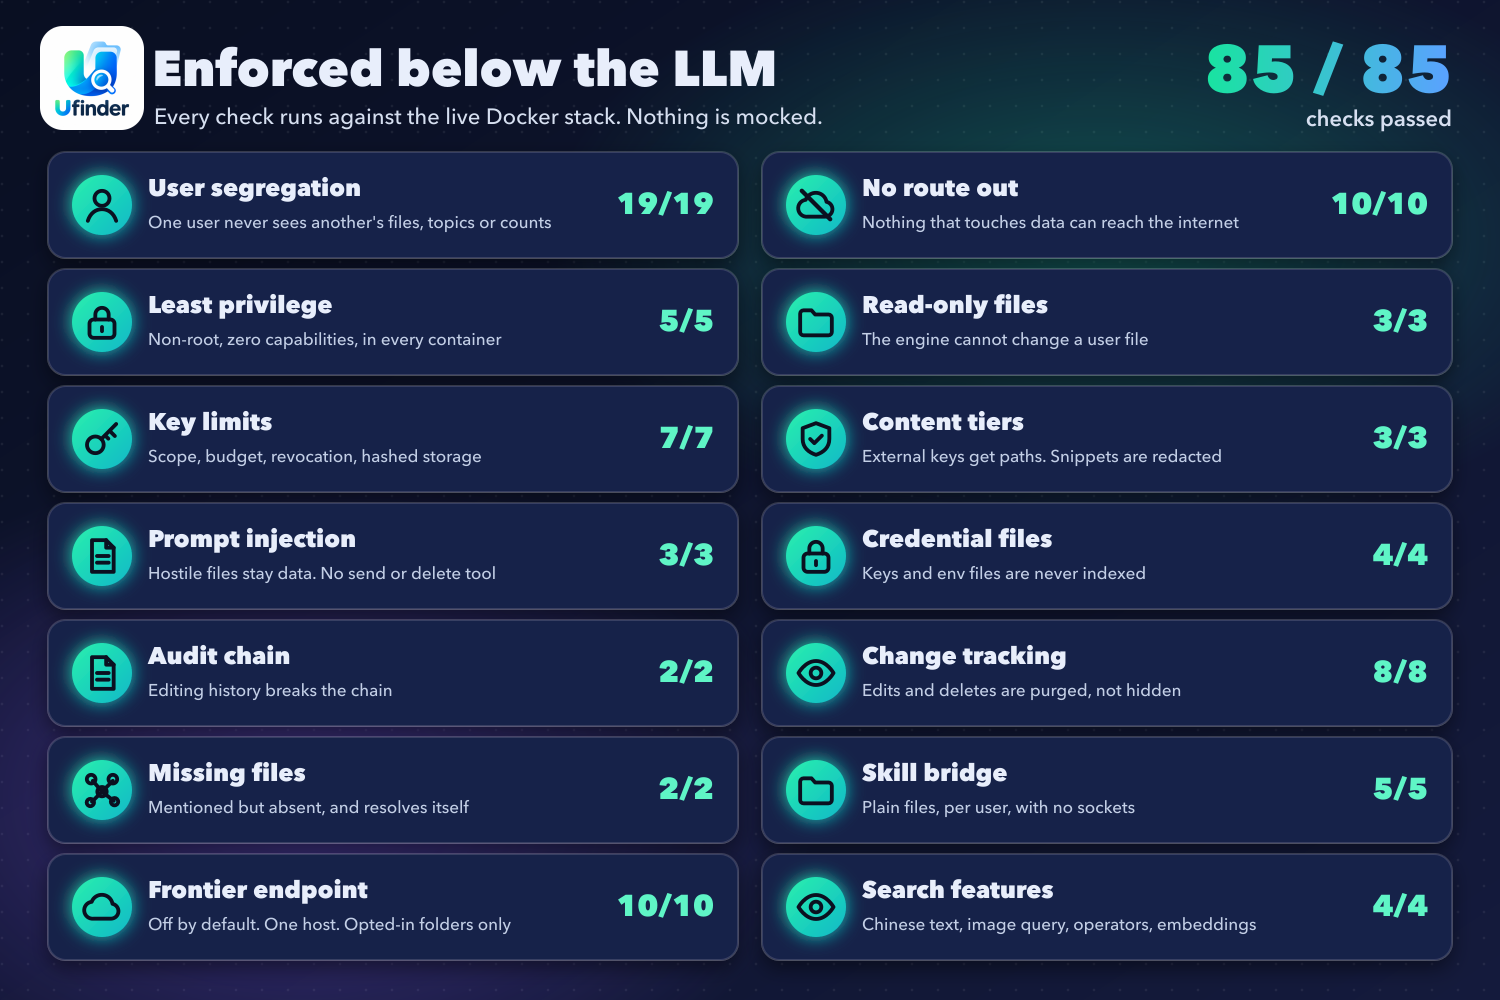 Ufinder
Enforced below the LLM
Every check runs against the live Docker stack. Nothing is mocked.
85 / 85
checks passed
User segregation
One user never sees another's files, topics or counts
19/19
No route out
Nothing that touches data can reach the internet
10/10
Least privilege
Non-root, zero capabilities, in every container
5/5
Read-only files
The engine cannot change a user file
3/3
Key limits
Scope, budget, revocation, hashed storage
7/7
Content tiers
External keys get paths. Snippets are redacted
3/3
Prompt injection
Hostile files stay data. No send or delete tool
3/3
Credential files
Keys and env files are never indexed
4/4
Audit chain
Editing history breaks the chain
2/2
Change tracking
Edits and deletes are purged, not hidden
8/8
Missing files
Mentioned but absent, and resolves itself
2/2
Skill bridge
Plain files, per user, with no sockets
5/5
Frontier endpoint
Off by default. One host. Opted-in folders only
10/10
Search features
Chinese text, image query, operators, embeddings
4/4